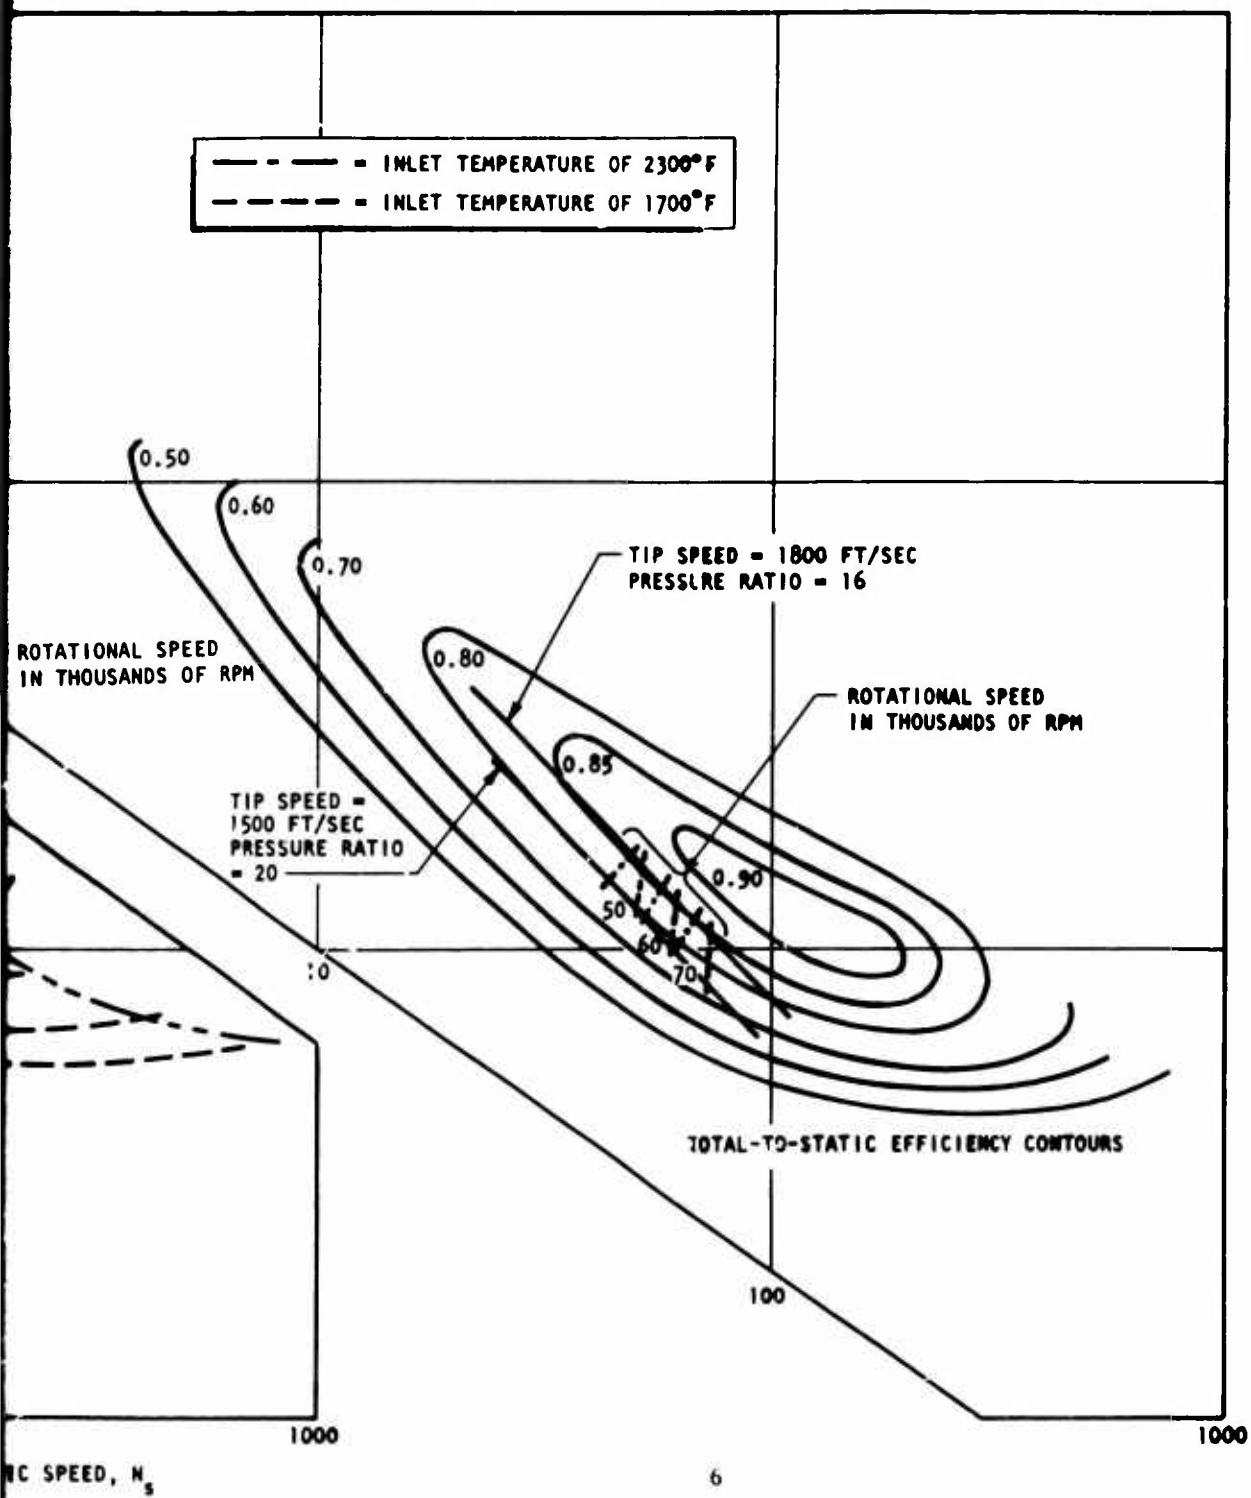 = INLET TEMPERATURE OF 2300°F
= INLET TEMPERATURE OF 1700°F
0.50
0.60
0.70
TIP SPEED = 1800 FT/SEC
PRESSURE RATIO = 16
ROTATIONAL SPEED
IN THOUSANDS OF RPM
0.80
ROTATIONAL SPEED
IN THOUSANDS OF RPM
0.85
TIP SPEED =
1500 FT/SEC
PRESSURE RATIO
= 20
0.90
50
60
70
10
TOTAL-TO-STATIC EFFICIENCY CONTOURS
100
1000
1000
IC SPEED, Ns
6